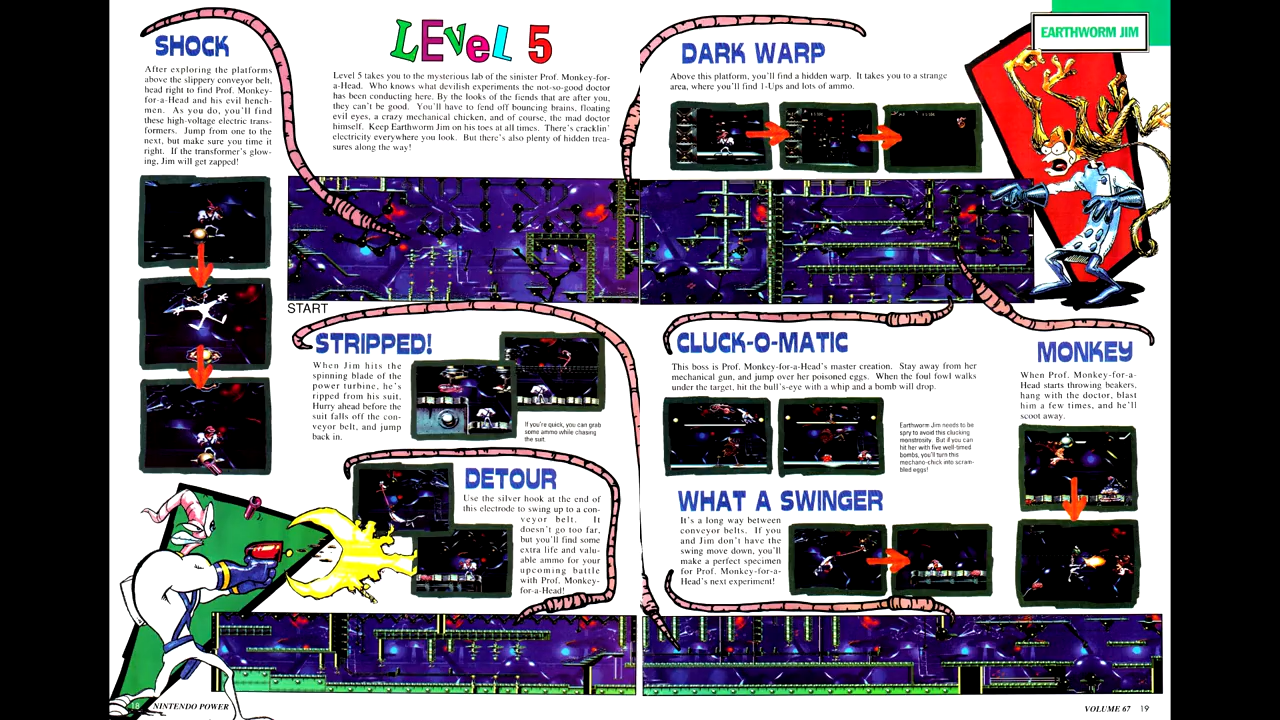 SHOCK
After exploring the platforms
above the slippery conveyor belt,
head right to find Prof. Monkey-
for-a-Head and his evil hench-
men. As you do, you'll find
these high-voltage electric trans-
formers. Jump from one to the
next, but make sure you time it
right. If the transformer's glow-
ing, Jim will get zapped!
LEVEL 5
Level 5 takes you to the mysterious lab of the sinister Prof. Monkey-for-
a-Head. Who knows what devilish experiments the not-so-good doctor
has been conducting here. By the looks of the fiends that are after you,
they can't be good. You'll have to fend off bouncing brains, floating
evil eyes, a crazy mechanical chicken, and of course, the mad doctor
himself. Keep Earthworm Jim on his toes at all times. There's cracklin'
electricity everywhere you look. But there's also plenty of hidden trea-
sures along the way!
START
STRIPPED!
When Jim hits the
spinning blade of the
power turbine, he's
ripped from his suit.
Hurry ahead before the
suit falls off the con-
veyor belt, and jump
back in.
If you're quick, you can grab
some ammo while chasing
the suit.
DETOUR
Use the silver hook at the end of
this electrode to swing up to a con-
veyor belt. It
doesn't go too far,
but you'll find some
extra life and valu-
able ammo for your
upcoming battle
with Prof. Monkey-
for-a-Head!
18 NINTENDO POWER
EARTHWORM JIM
DARK WARP
Above this platform, you'll find a hidden warp. It takes you to a strange
area, where you'll find 1-Ups and lots of ammo.
CLUCK-O-MATIC
This boss is Prof. Monkey-for-a-Head's master creation. Stay away from her
mechanical gun, and jump over her poisoned eggs. When the foul fowl walks
under the target, hit the bull's-eye with a whip and a bomb will drop.
Earthworm Jim needs to be
spry to avoid this clucking
monstrosity. But if you can
hit her with five well-timed
bombs, you'll turn this
mechano-chick into scram-
bled eggs!
WHAT A SWINGER
It's a long way between
conveyor belts. If you
and Jim don't have the
swing move down, you'll
make a perfect specimen
for Prof. Monkey-for-a-
Head's next experiment!
MONKEY
When Prof. Monkey-for-a-
Head starts throwing beakers,
hang with the doctor, blast
him a few times, and he'll
scoot away.
VOLUME 67 19